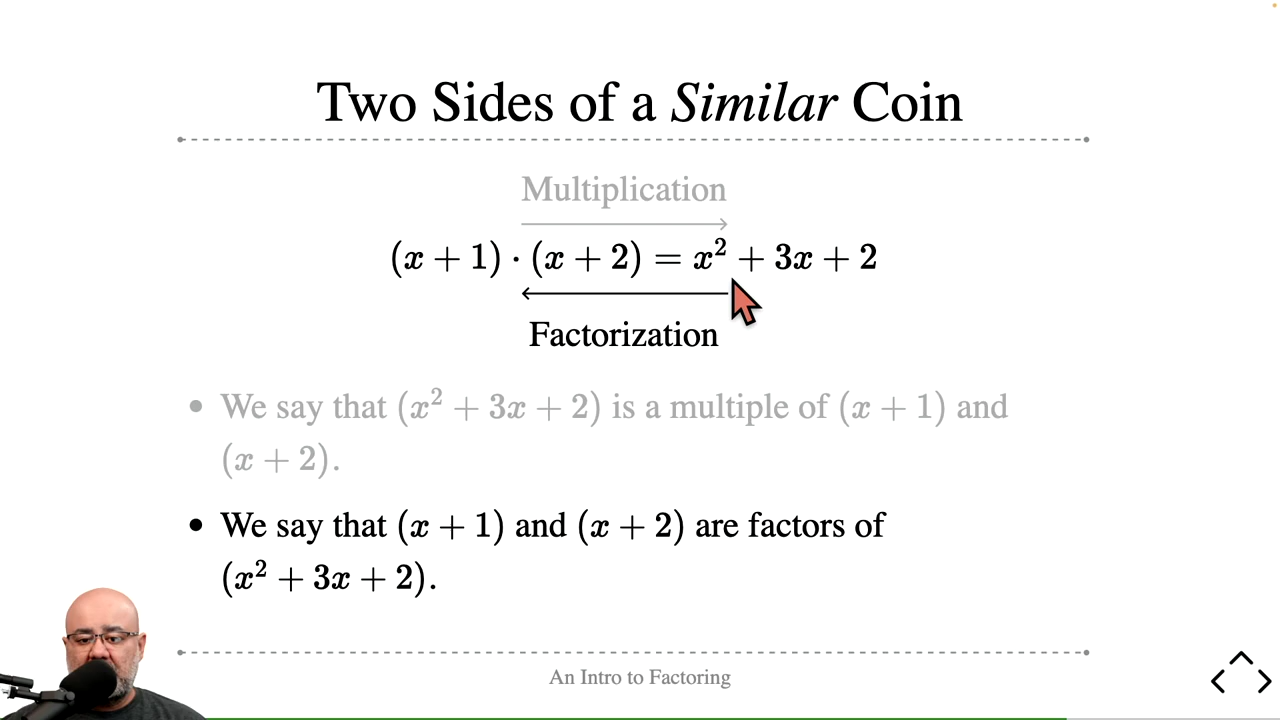 Two Sides of a Similar Coin
Multiplication
(x + 1) · (x + 2) = x² + 3x + 2
Factorization
• We say that (x² + 3x + 2) is a multiple of (x + 1) and
(x + 2).
• We say that (x + 1) and (x + 2) are factors of
(x² + 3x + 2).
An Intro to Factoring